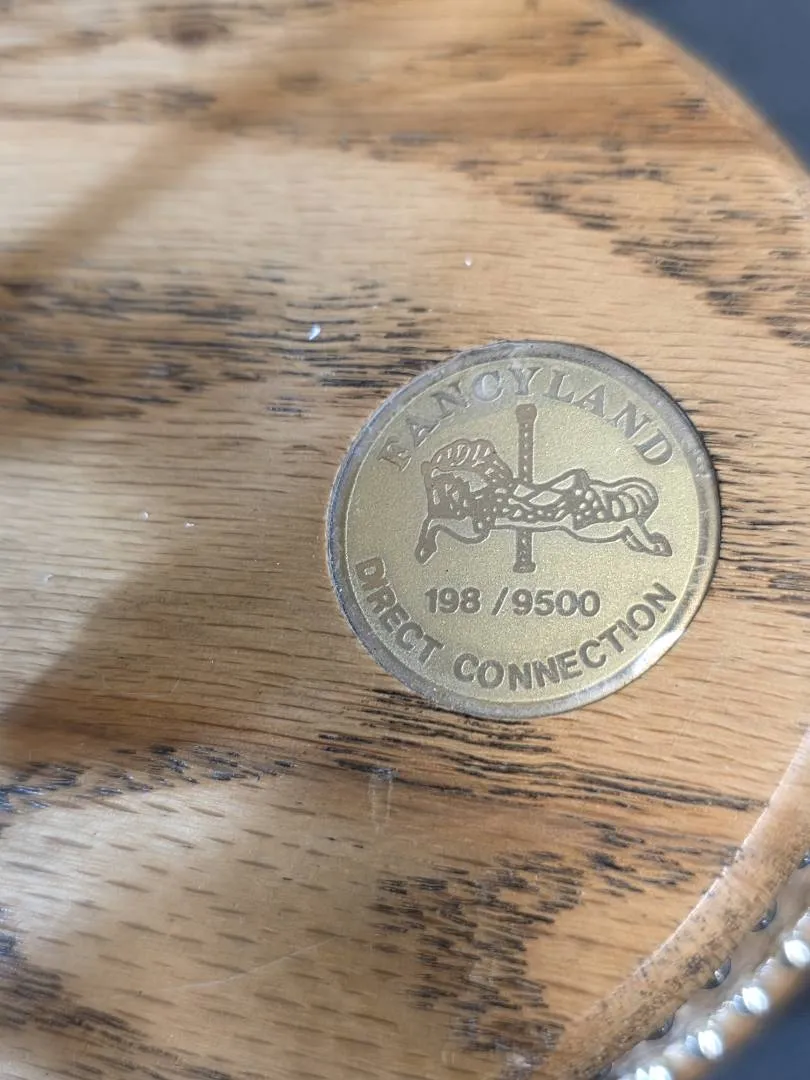 FANCYLAND
198 / 9500
DIRECT CONNECTION